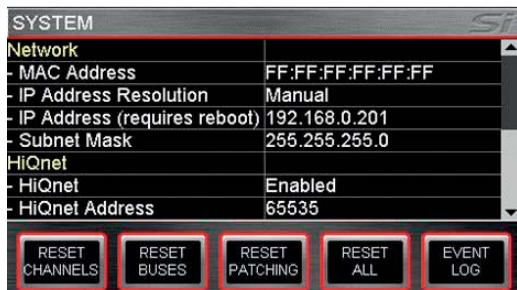 SYSTEM
Si
Network
- MAC Address FF:FF:FF:FF:FF:FF
- IP Address Resolution Manual
- IP Address (requires reboot) 192.168.0.201
- Subnet Mask 255.255.255.0
HiQnet
- HiQnet Enabled
- HiQnet Address 65535
RESET CHANNELS
RESET BUSES
RESET PATCHING
RESET ALL
EVENT LOG